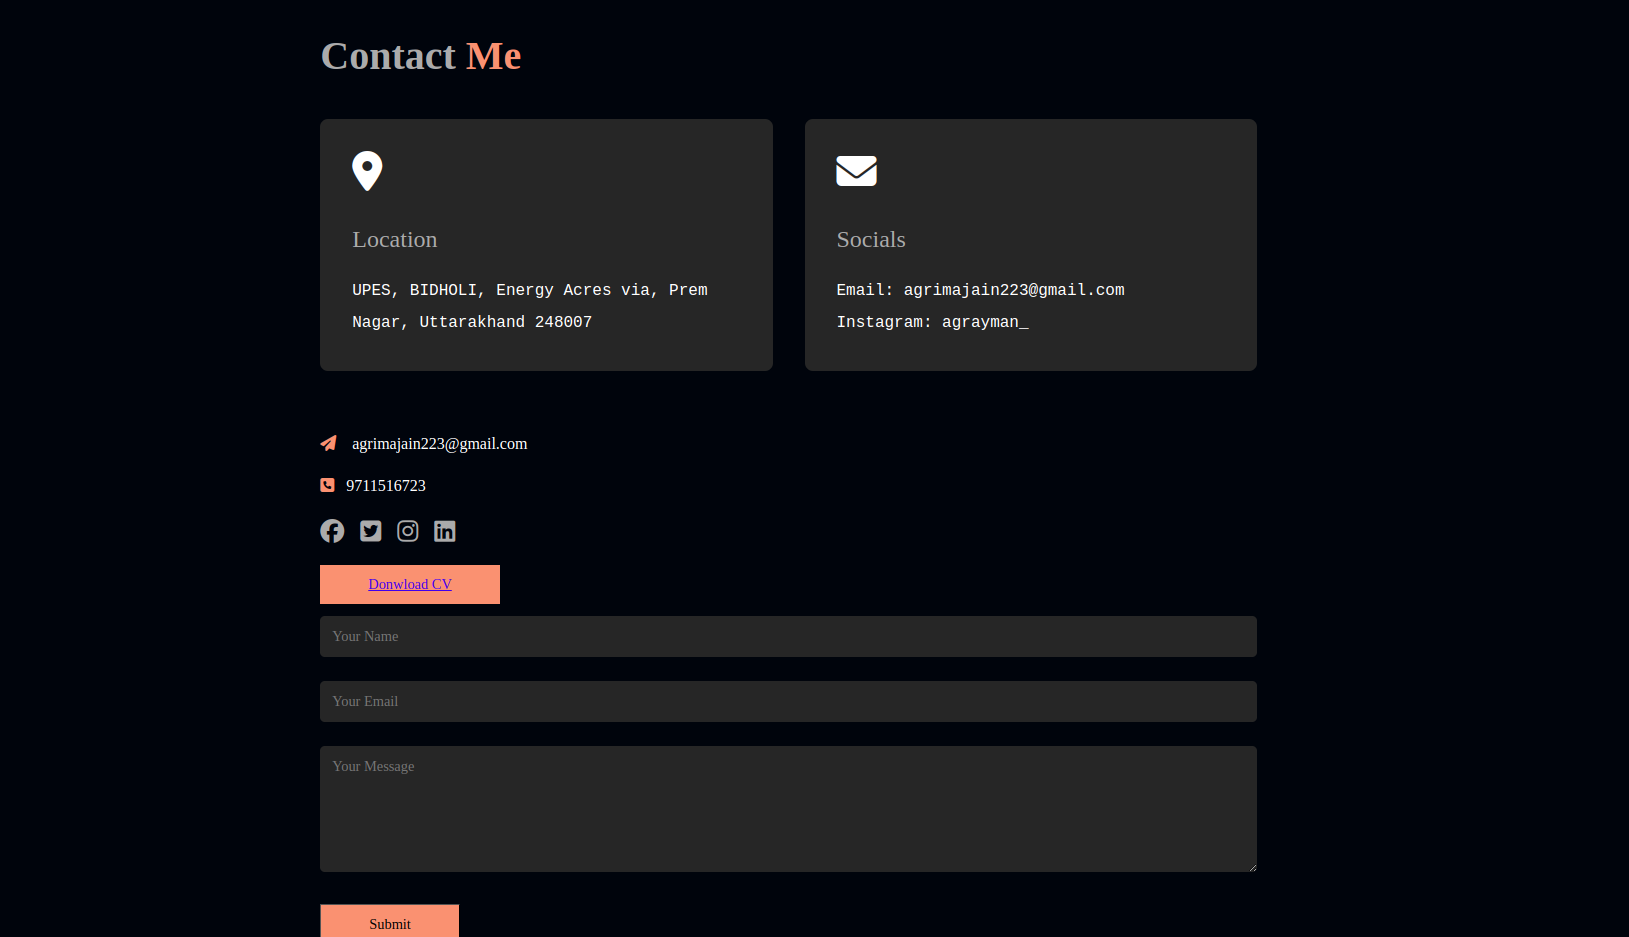 Contact Me
Location
UPES, BIDHOLI, Energy Acres via, Prem
Nagar, Uttarakhand 248007
Socials
Email: agrimajain223@gmail.com
Instagram: agrayman_
agrimajain223@gmail.com
9711516723
Donwload CV
Your Name
Your Email
Your Message
Submit